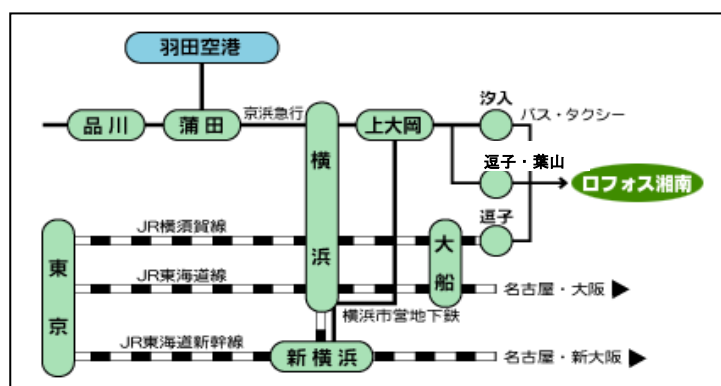 羽田空港
品川
蒲田
京浜急行
横浜
上大岡
汐入
バス・タクシー
逗子・葉山
ロフォス湘南
逗子
JR横須賀線
大船
東京
JR東海道線
名古屋・大阪
横浜市営地下鉄
JR東海道新幹線
新横浜
名古屋・新大阪